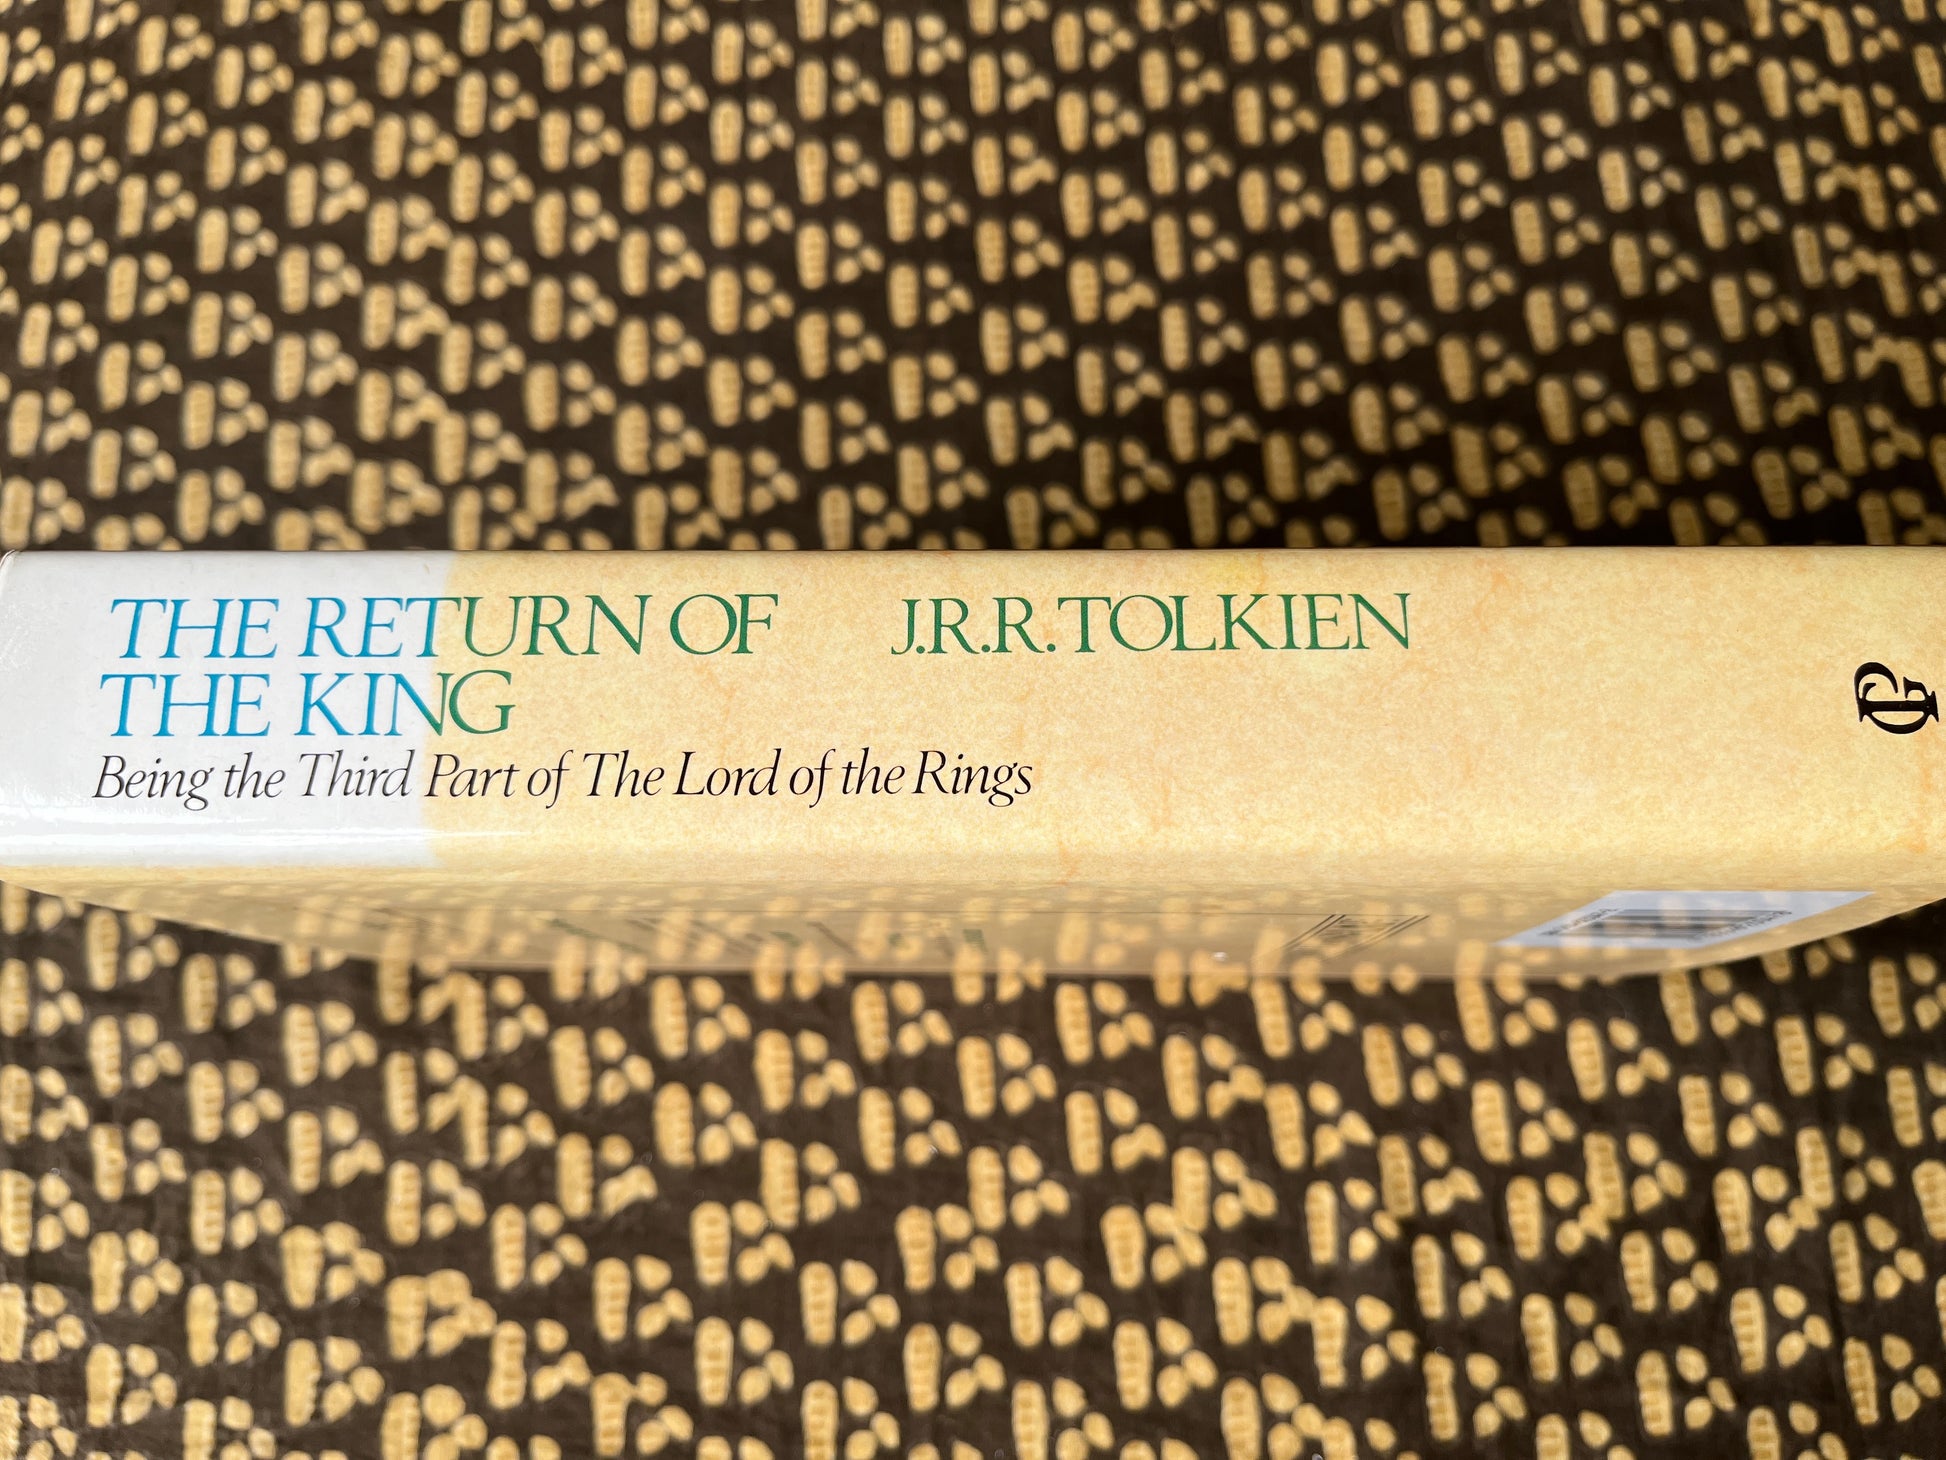 THE RETURN OF
THE KING
Being the Third Part of The Lord of the Rings
J.R.R. TOLKIEN